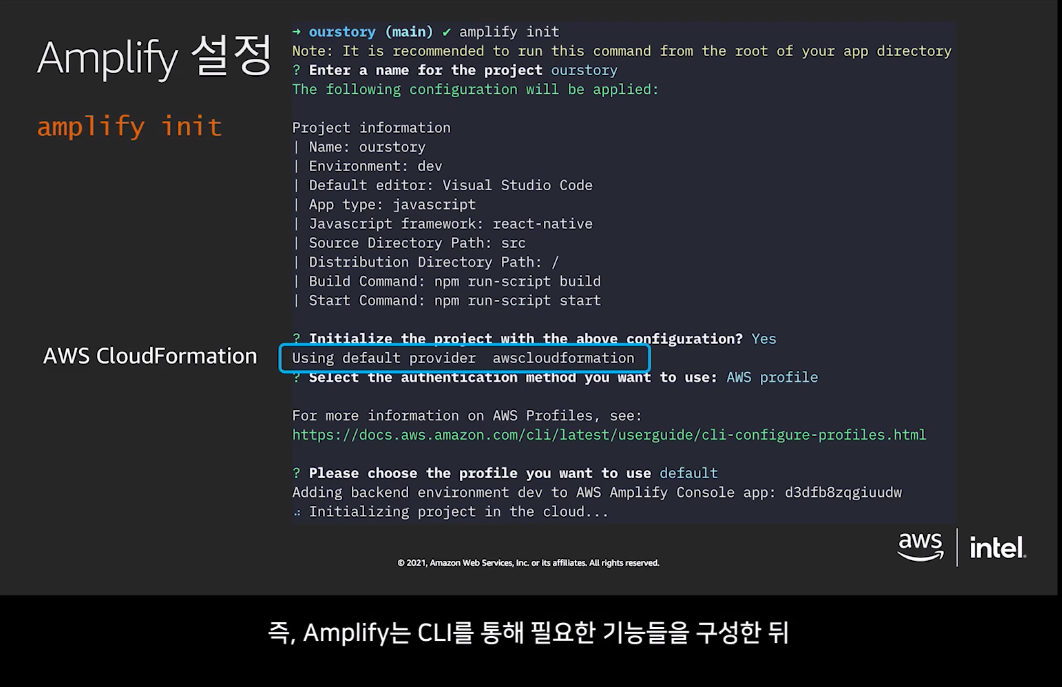 Amplify 설정
amplify init
AWS CloudFormation
→ ourstory (main) ✔ amplify init
Note: It is recommended to run this command from the root of your app directory
? Enter a name for the project ourstory
The following configuration will be applied:
Project information
| Name: ourstory
| Environment: dev
| Default editor: Visual Studio Code
| App type: javascript
| Javascript framework: react-native
| Source Directory Path: src
| Distribution Directory Path: /
| Build Command: npm run-script build
| Start Command: npm run-script start
? Initialize the project with the above configuration? Yes
Using default provider  awscloudformation
? Select the authentication method you want to use: AWS profile
For more information on AWS Profiles, see:
https://docs.aws.amazon.com/cli/latest/userguide/cli-configure-profiles.html
? Please choose the profile you want to use default
Adding backend environment dev to AWS Amplify Console app: d3dfb8zqgiuudw
⠴ Initializing project in the cloud...
aws | intel.
© 2021, Amazon Web Services, Inc. or its affiliates. All rights reserved.
즉, Amplify는 CLI를 통해 필요한 기능들을 구성한 뒤